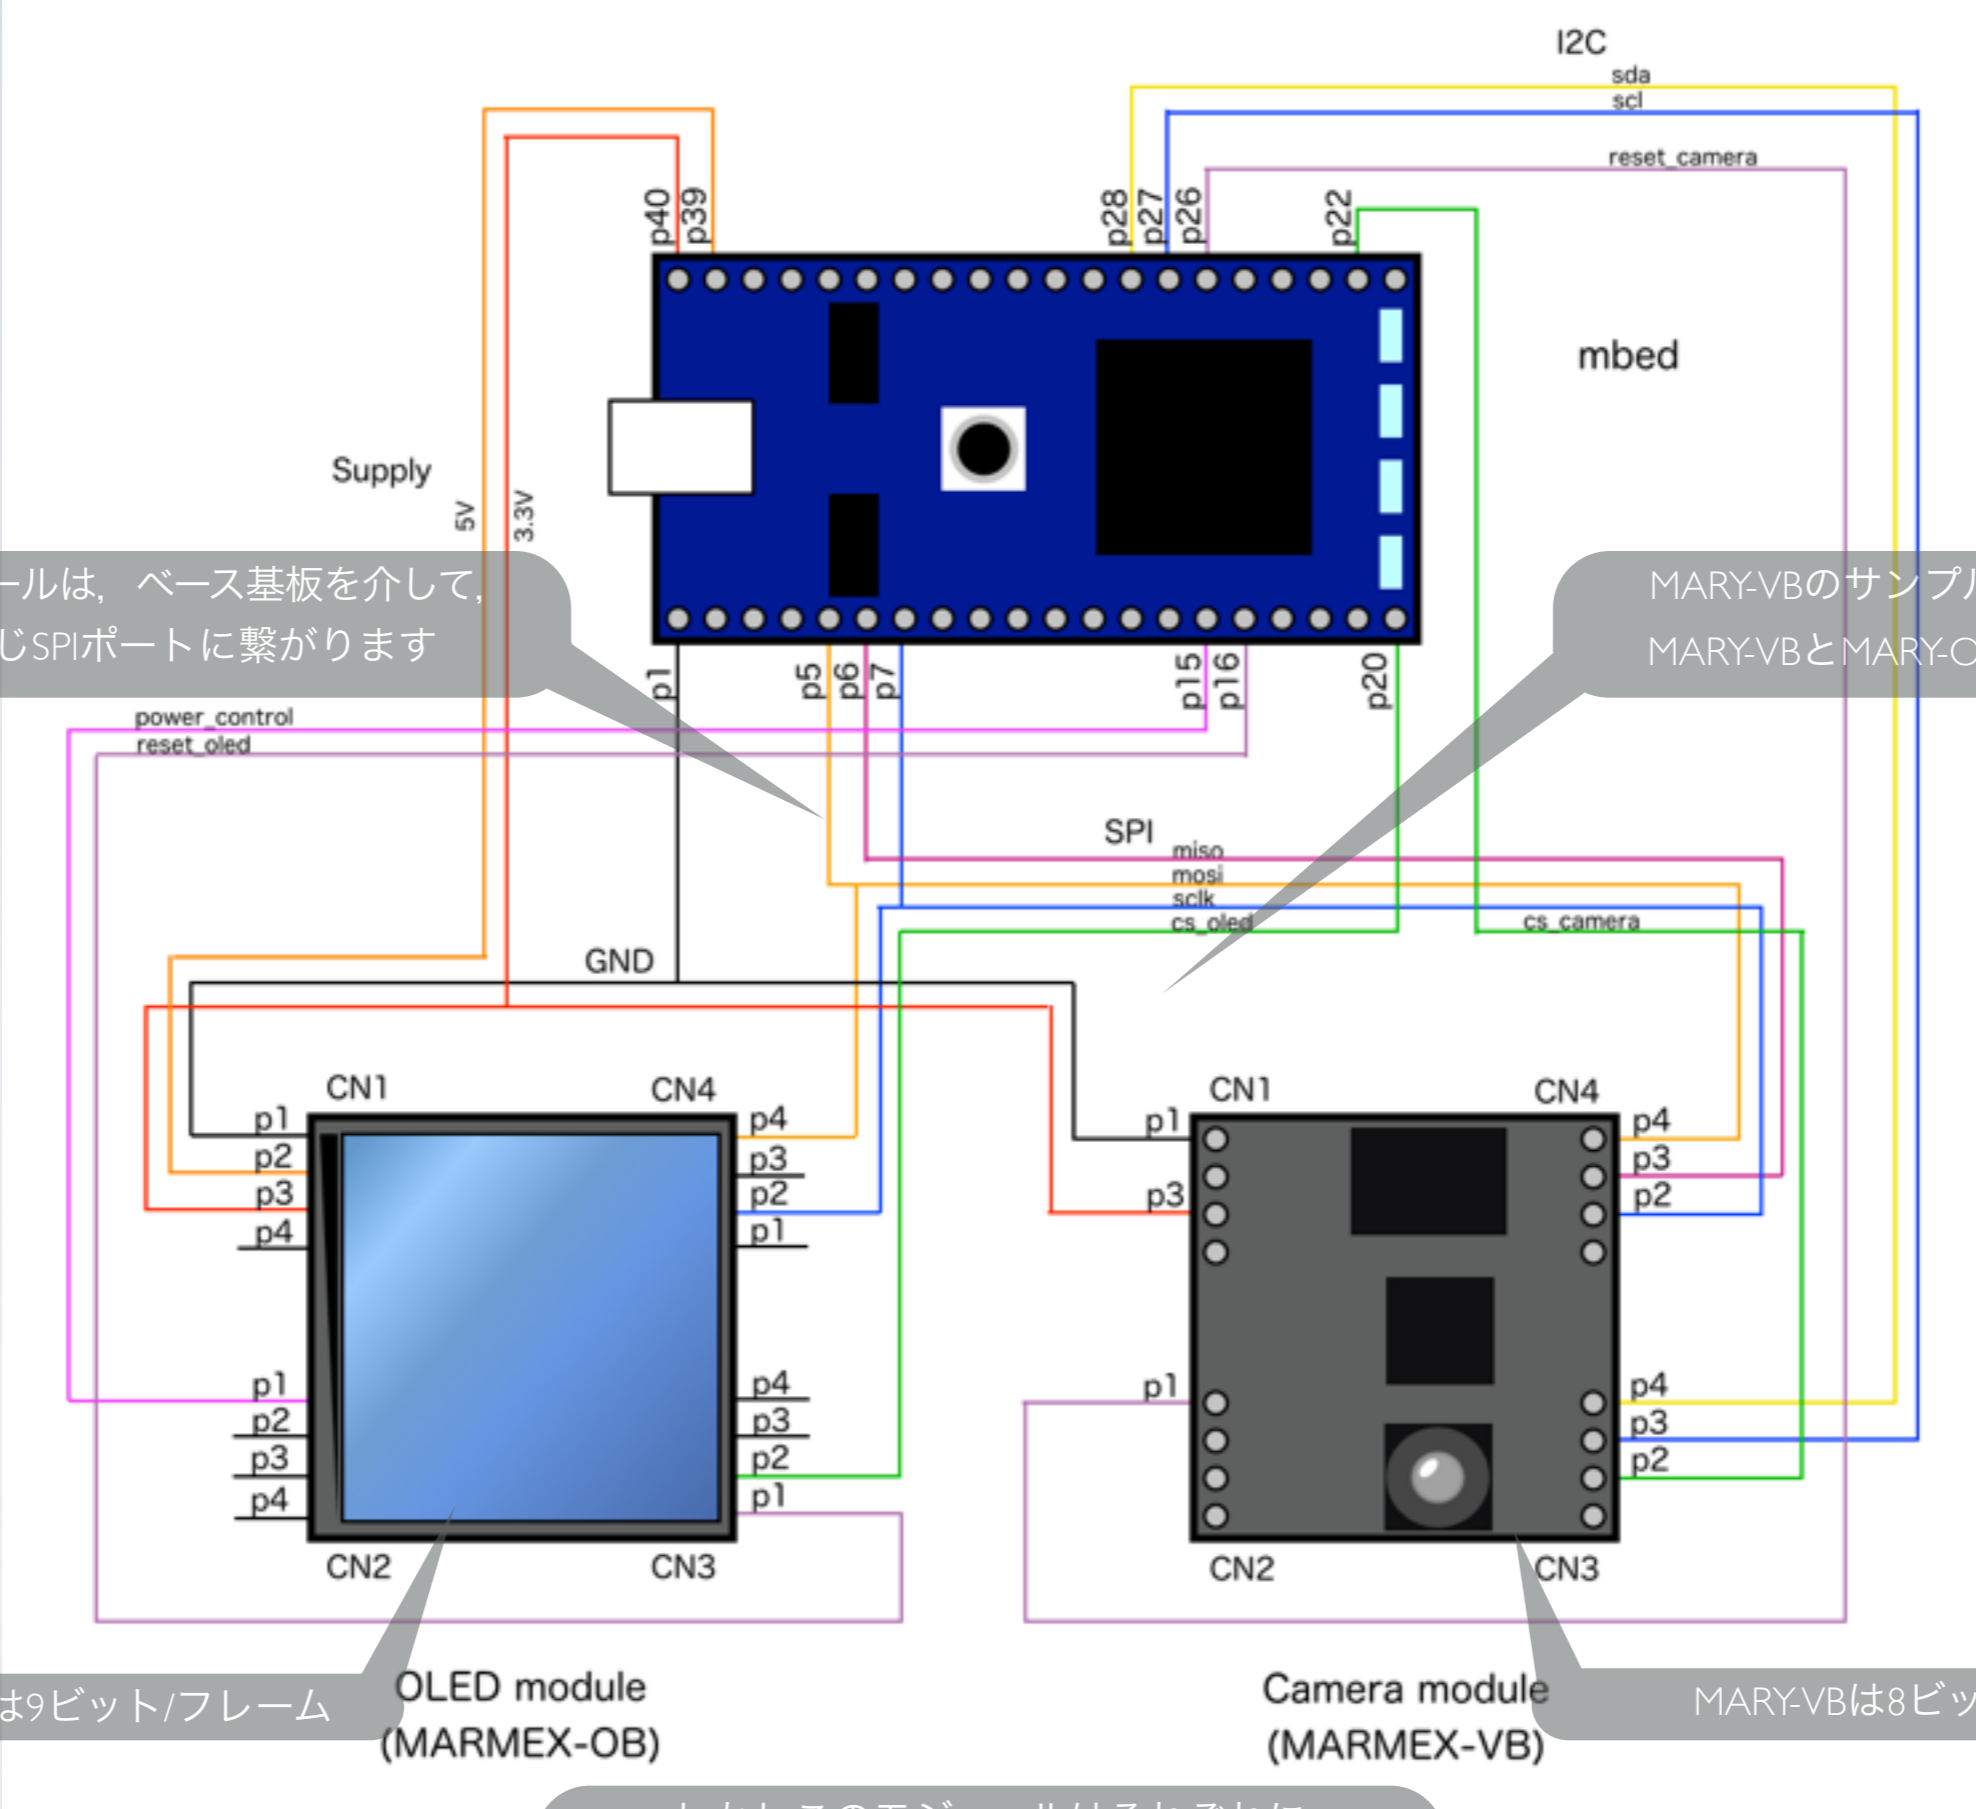 I2C
sda
scl
reset_camera
p40
p39
p28
p27
p26
p22
mbed
Supply
5V
3.3V
ールは，ベース基板を介して，
じSPIポートに繋がります
MARY-VBのサンプル
MARY-VBとMARY-O
p1
p5
p6
p7
p15
p16
p20
power_control
reset_oled
SPI
miso
mosi
sclk
cs_oled
cs_camera
GND
CN1
CN4
CN1
CN4
p1
p2
p3
p4
p4
p3
p2
p1
p1
p3
p4
p3
p2
p1
p2
p3
p4
p4
p3
p2
p1
p1
p4
p3
p2
CN2
CN3
CN2
CN3
は9ビット/フレーム
OLED module
(MARMEX-OB)
Camera module
(MARMEX-VB)
MARY-VBは8ビッ